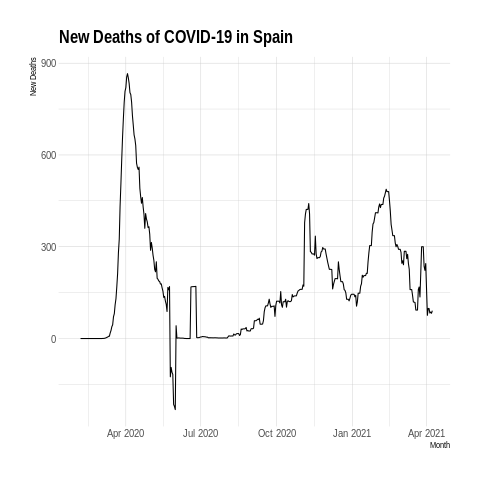 New Deaths of COVID-19 in Spain
New Deaths
900
600
300
0
Apr 2020 Jul 2020 Oct 2020 Jan 2021 Apr 2021
Month